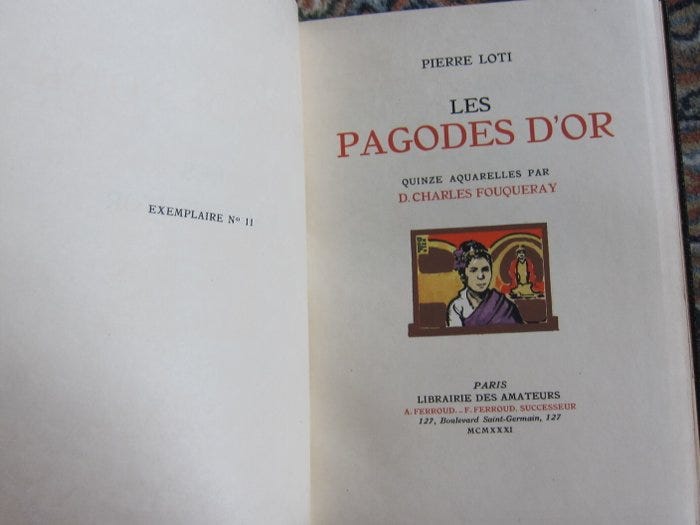 EXEMPLAIRE Nº 11
PIERRE LOTI
LES
PAGODES D'OR
QUINZE AQUARELLES PAR
D. CHARLES FOUQUERAY
PARIS
LIBRAIRIE DES AMATEURS
A. FERROUD. - F. FERROUD, SUCCESSEUR
127, Boulevard Saint-Germain, 127
MCMXXXI